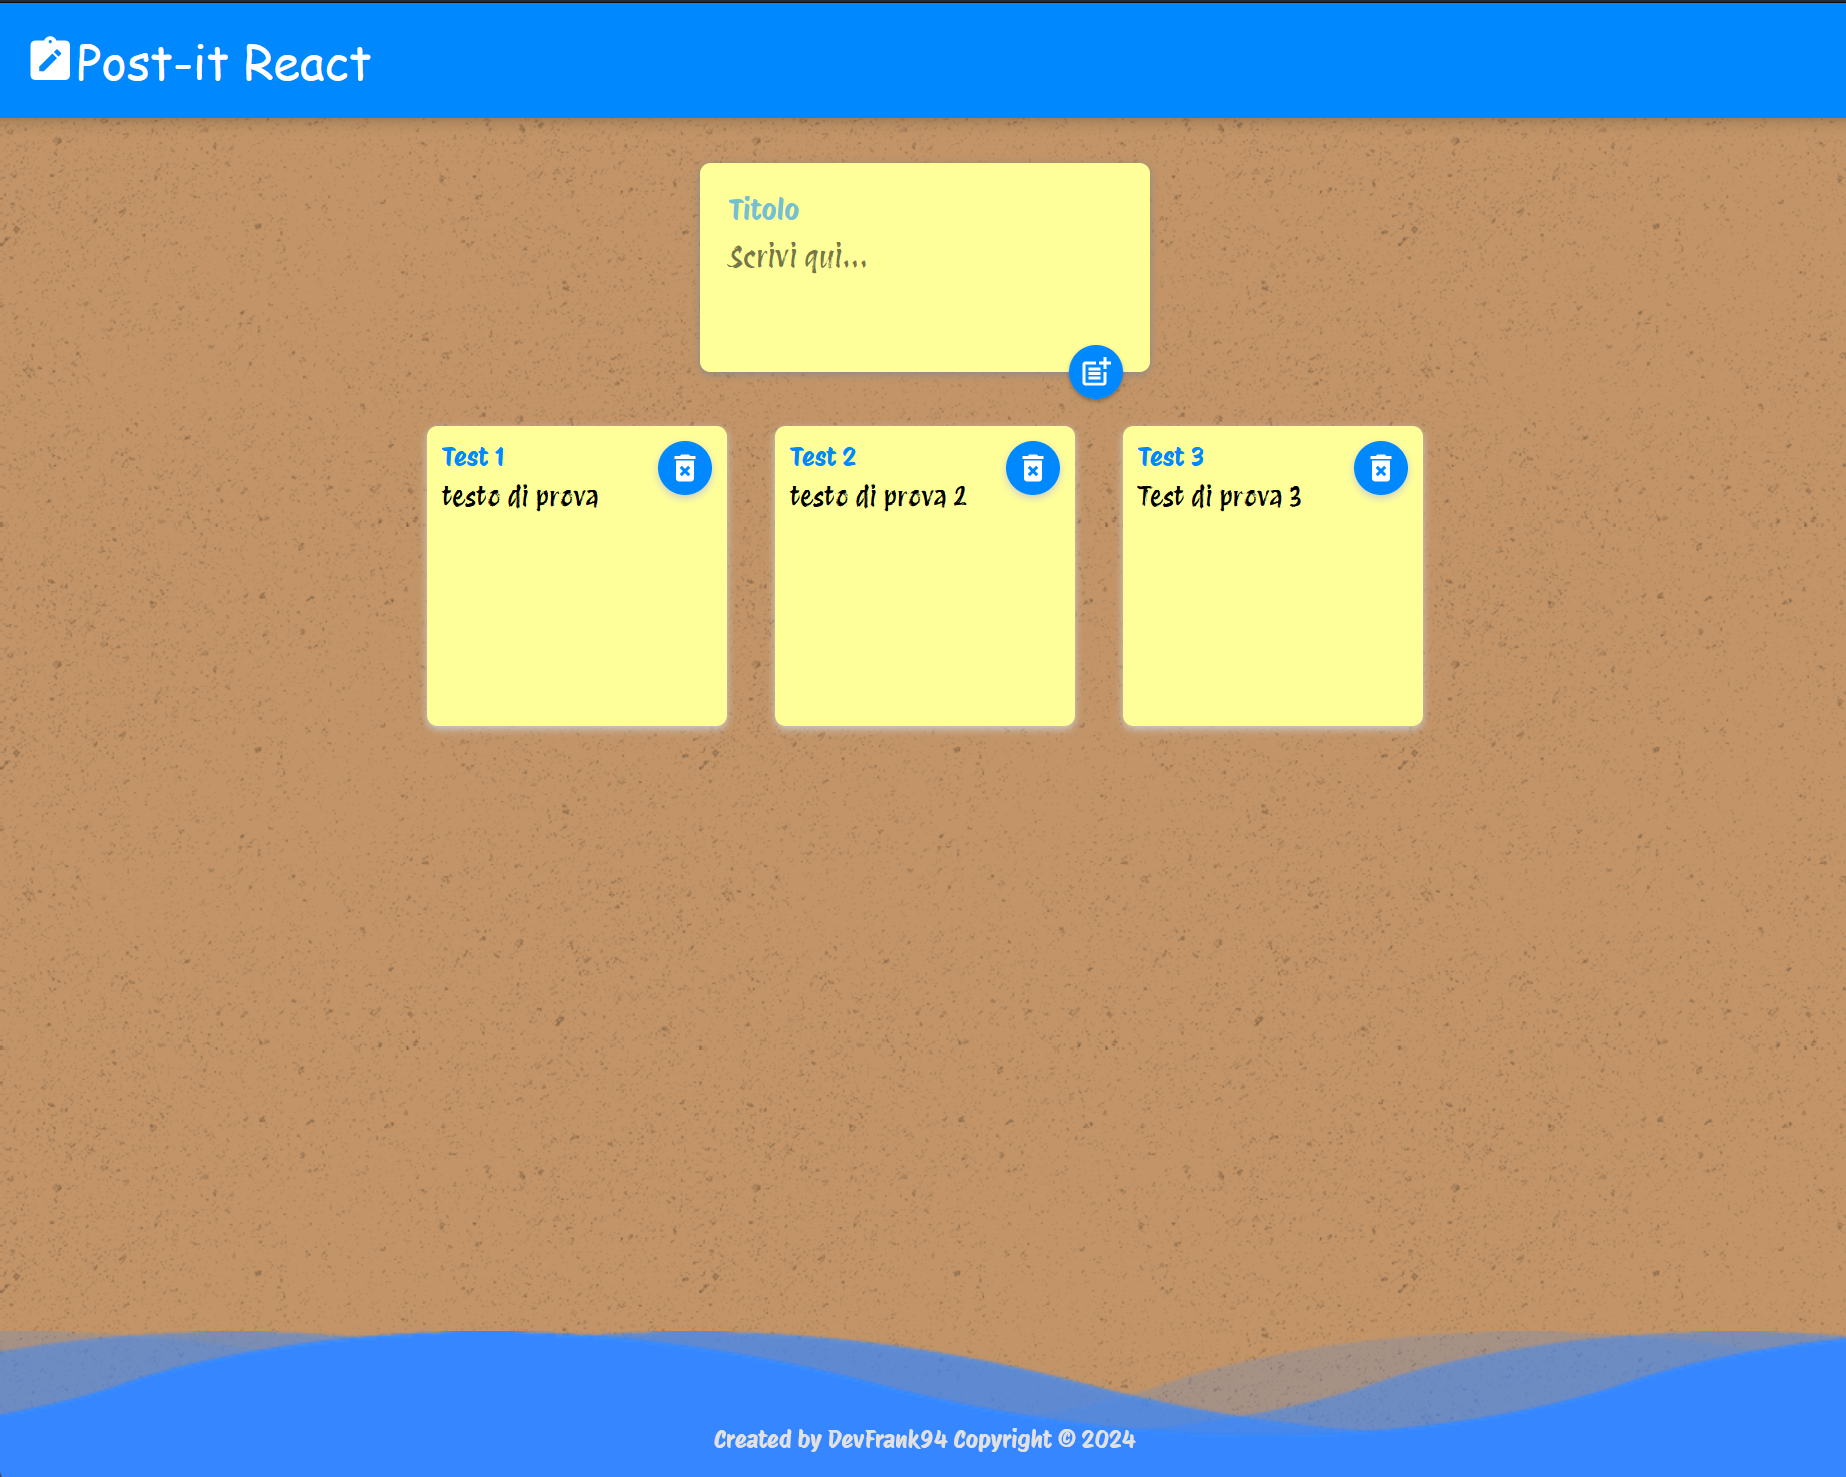 Post-it React
Titolo
Scrivi qui...
Test 1
testo di prova
Test 2
testo di prova 2
Test 3
Test di prova 3
Created by DevFrank94 Copyright © 2024